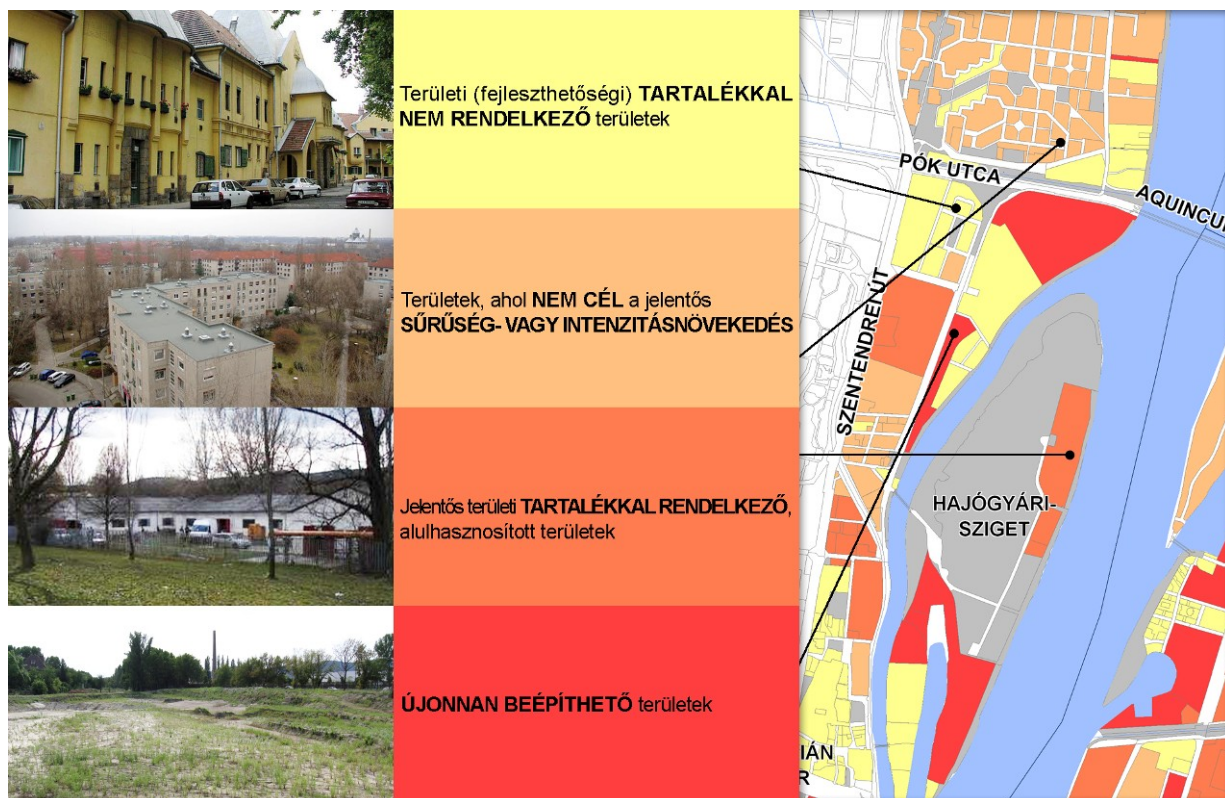 Területi (fejleszthetőségi) TARTALÉKKAL
NEM RENDELKEZŐ területek
Területek, ahol NEM CÉL a jelentős
SŰRŰSÉG- VAGY INTENZITÁSNÖVEKEDÉS
Jelentős területi TARTALÉKKAL RENDELKEZŐ,
alulhasznosított területek
ÚJONNAN BEÉPÍTHETŐ területek
PÓK UTCA
AQUINCU
SZENTENDREI ÚT
HAJÓGYÁRI-
SZIGET
IÁN
R